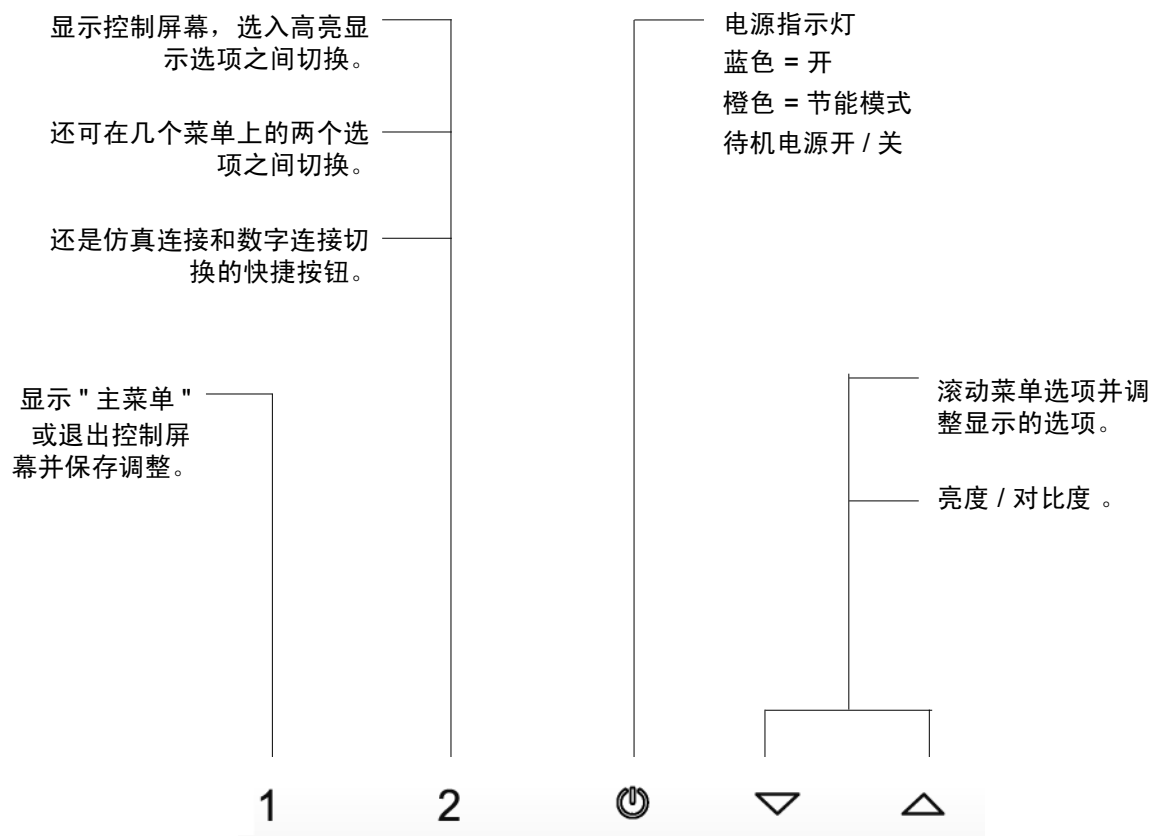 显示控制屏幕，选入高亮显
示选项之间切换。
还可在几个菜单上的两个选
项之间切换。
还是仿真连接和数字连接切
换的快捷按钮。
显示 " 主菜单 "
或退出控制屏
幕并保存调整。
电源指示灯
蓝色 = 开
橙色 = 节能模式
待机电源开 / 关
滚动菜单选项并调
整显示的选项。
亮度 / 对比度 。
1 2